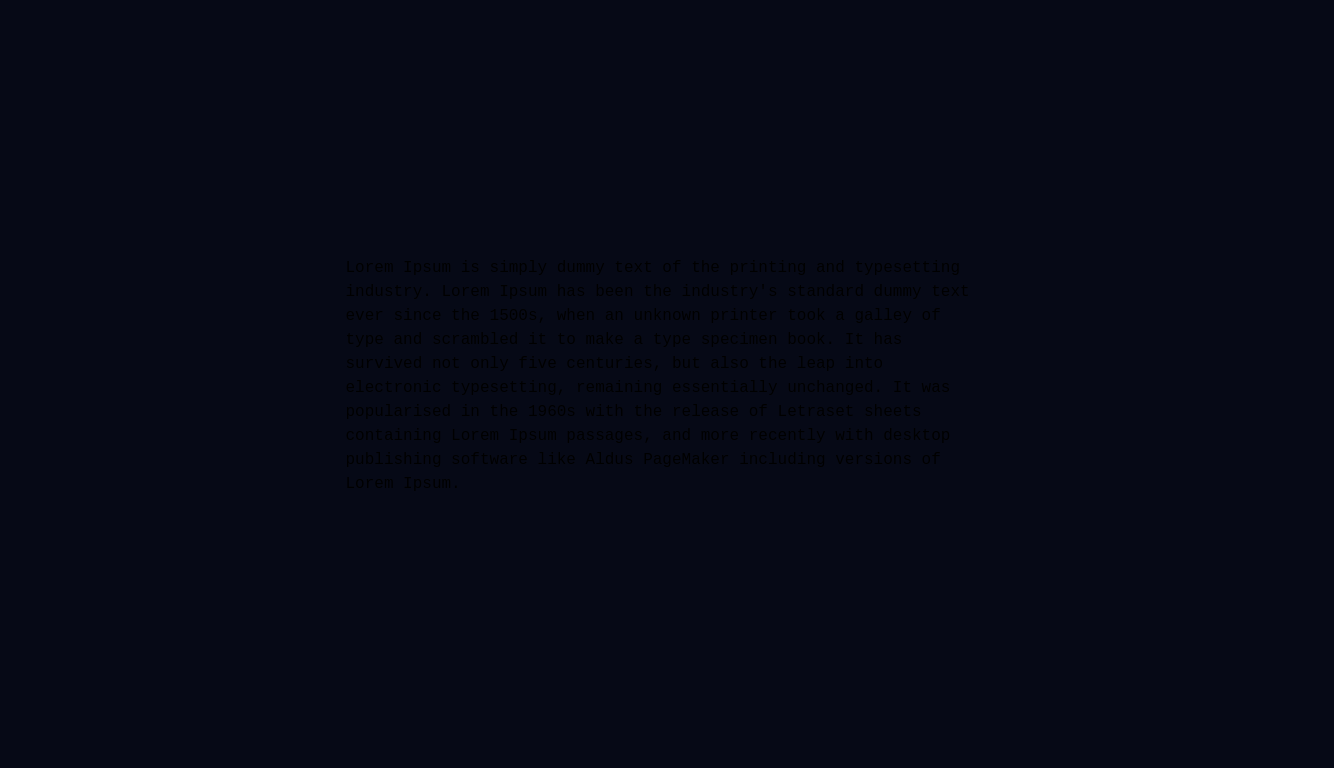 Lorem Ipsum is simply dummy text of the printing and typesetting
industry. Lorem Ipsum has been the industry's standard dummy text
ever since the 1500s, when an unknown printer took a galley of
type and scrambled it to make a type specimen book. It has
survived not only five centuries, but also the leap into
electronic typesetting, remaining essentially unchanged. It was
popularised in the 1960s with the release of Letraset sheets
containing Lorem Ipsum passages, and more recently with desktop
publishing software like Aldus PageMaker including versions of
Lorem Ipsum.